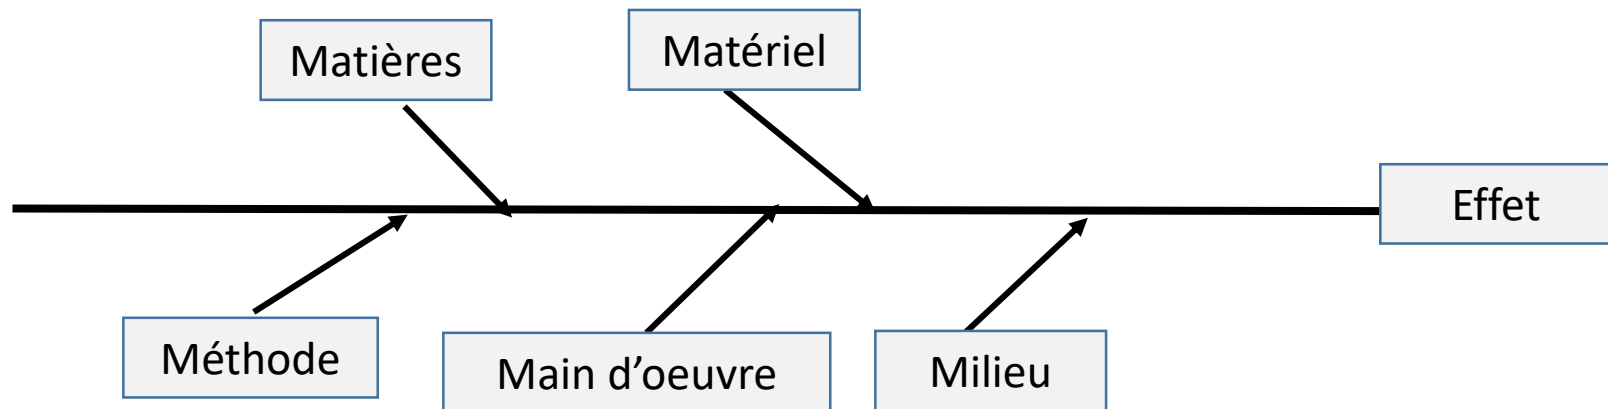 Matières
Matériel
Effet
Méthode
Main d’oeuvre
Milieu